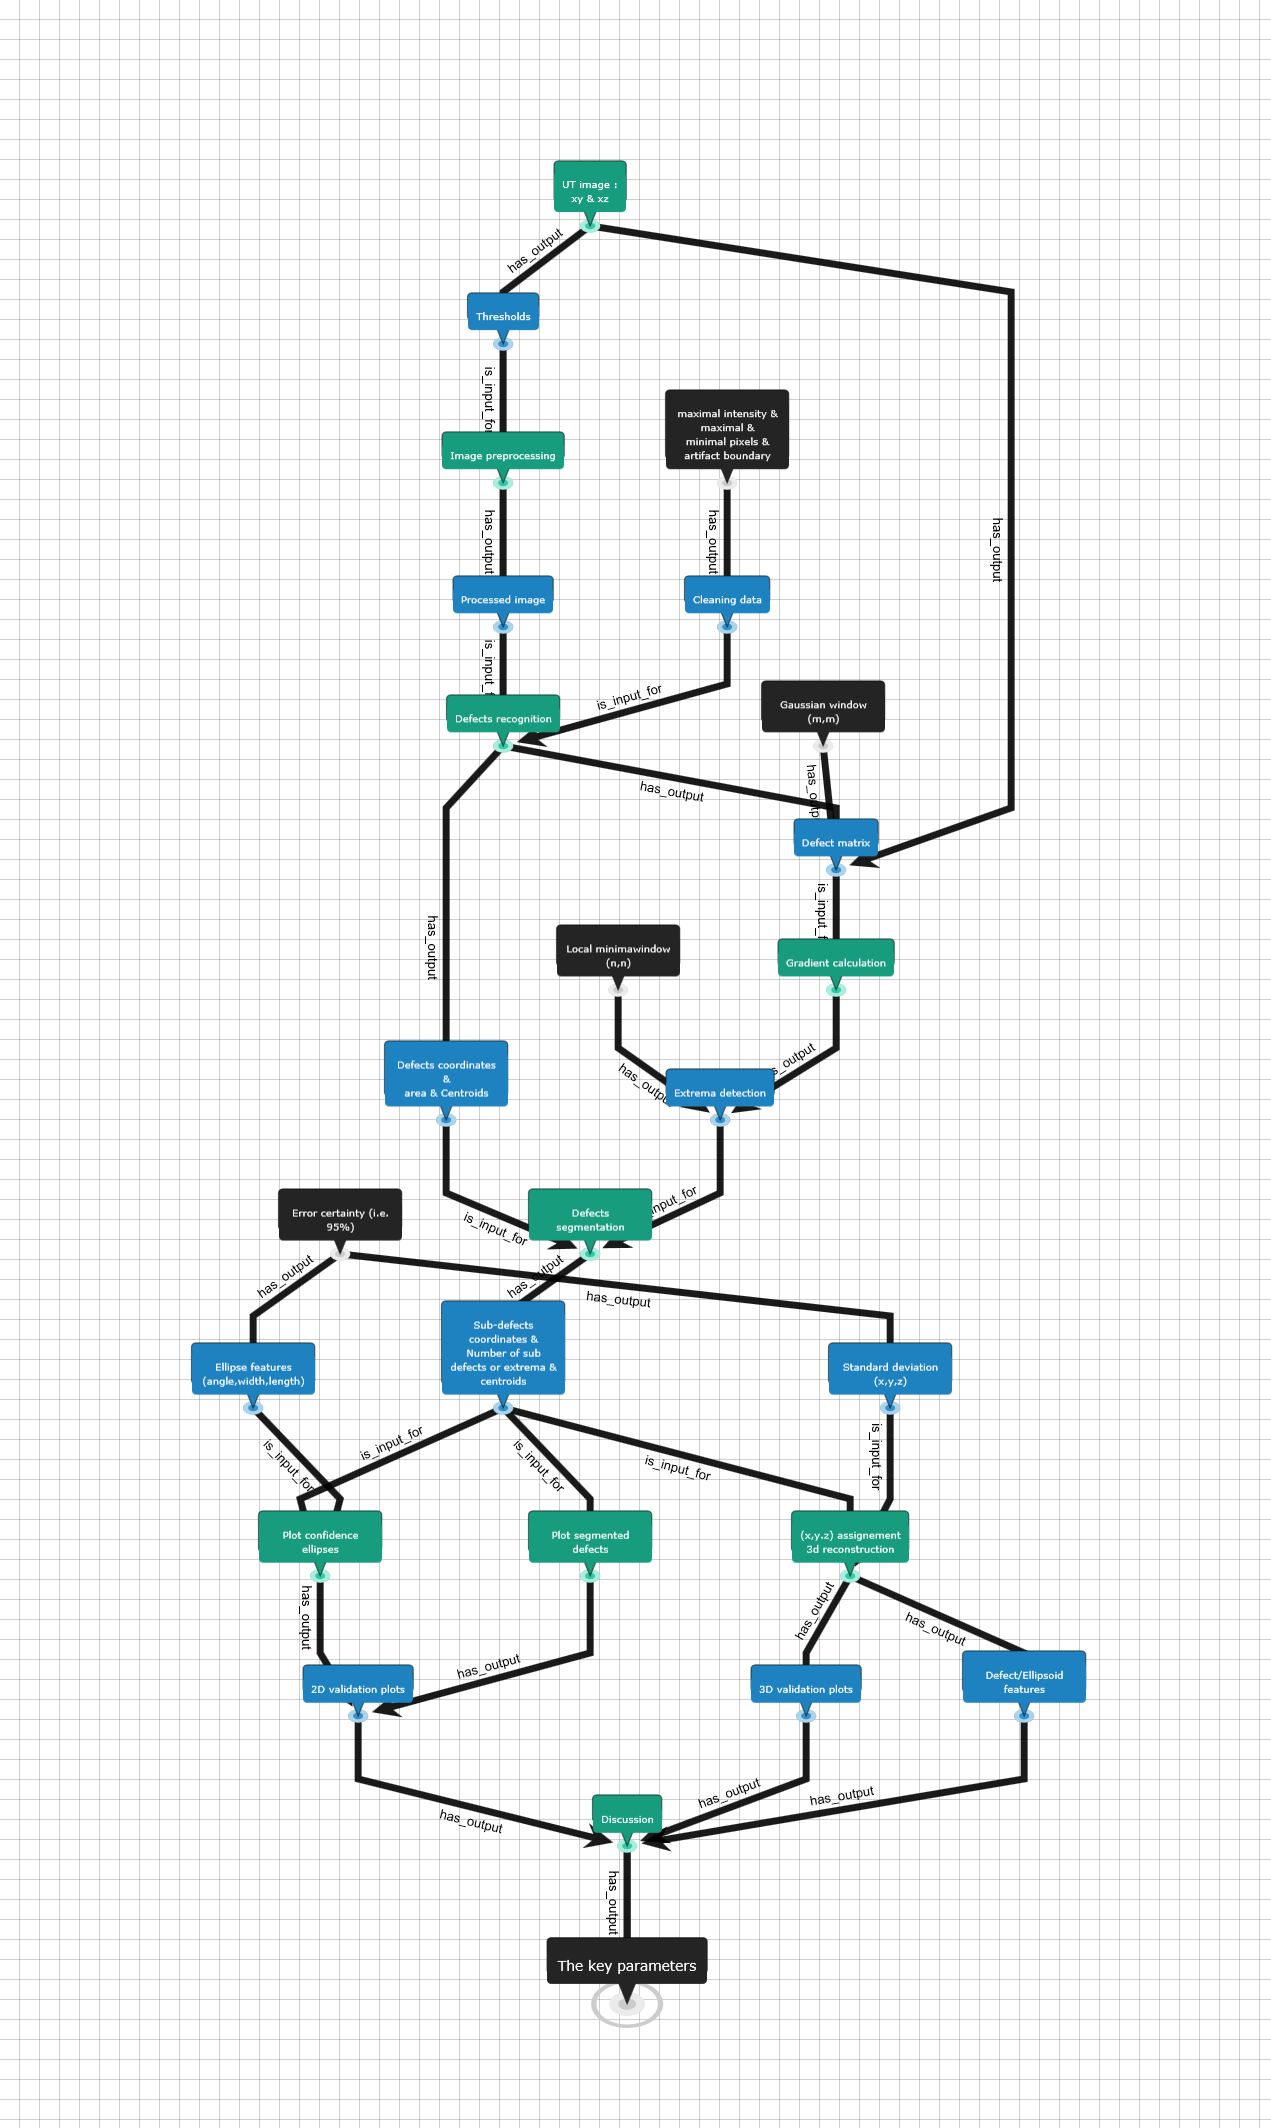 UT image :
xy & xz
has_output
Thresholds
is_input_for
maximal intensity &
maximal &
minimal pixels &
artifact boundary
Image preprocessing
has_output
has_output
has_output
Processed image
Cleaning data
is_input_f
is_input_for
Defects recognition
Gaussian window
(m,m)
has_output
has_output
Defect matrix
is_input_f
has_output
Local minimawindow
(n,n)
Gradient calculation
Defects coordinates
&
area & Centroids
has_outpu
s_output
Extrema detection
Error certainty (i.e.
95%)
Defects
segmentation
is_input_for
input_for
has_output
has_output
has_output
Sub-defects
coordinates &
Number of sub
defects or extrema &
centroids
Ellipse features
(angle,width,length)
Standard deviation
(x,y,z)
is_input_for
is_input_for
is_input_for
is_input_for
is_input_for
Plot confidence
ellipses
Plot segmented
defects
(x,y.z) assignement
3d reconstruction
has_output
has_output
has_output
has_output
2D validation plots
3D validation plots
Defect/Ellipsoid
features
has_output
has_output
has_output
Discussion
has_output
The key parameters